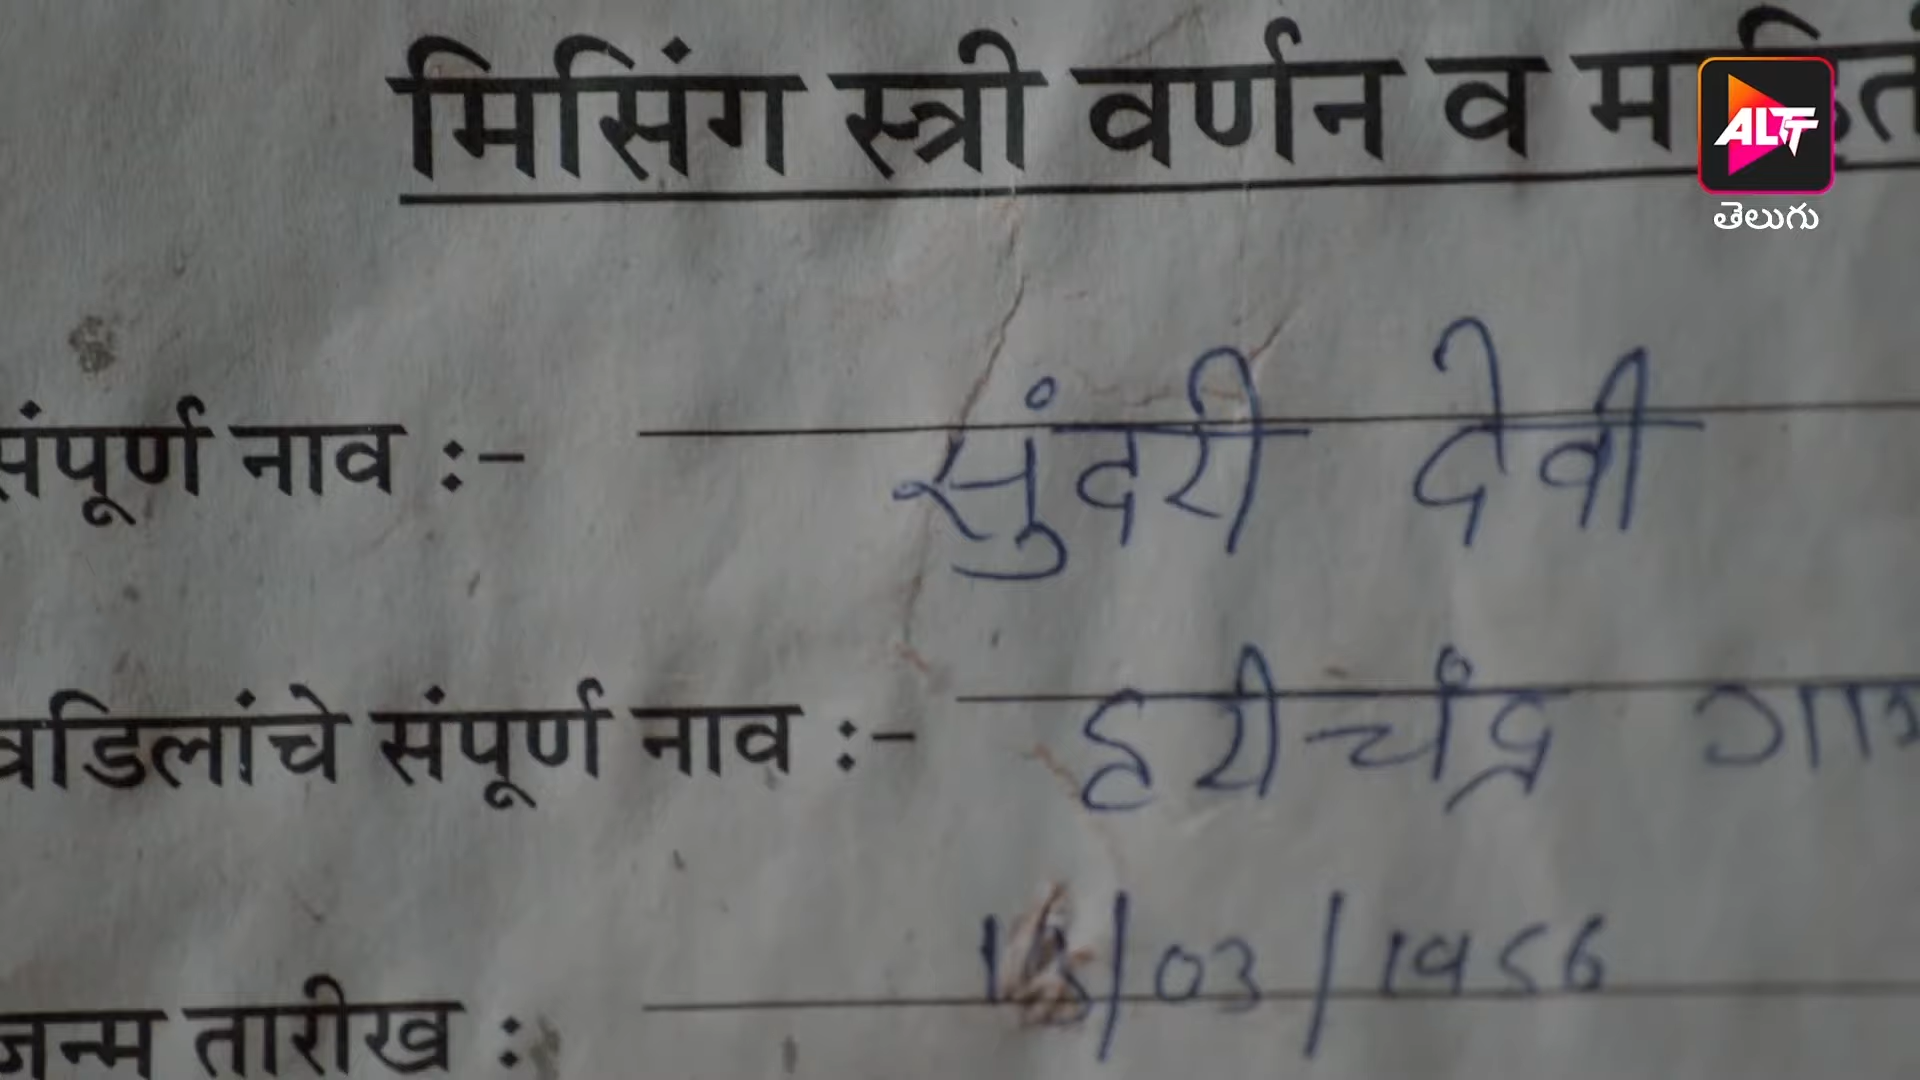 मिसिंग स्त्री वर्णन व
ALTT
తెలుగు
संपूर्ण नाव :- सुंदरी देवी
वडिलांचे संपूर्ण नाव :- हरीचंद्र
जन्म तारीख : /03/1956